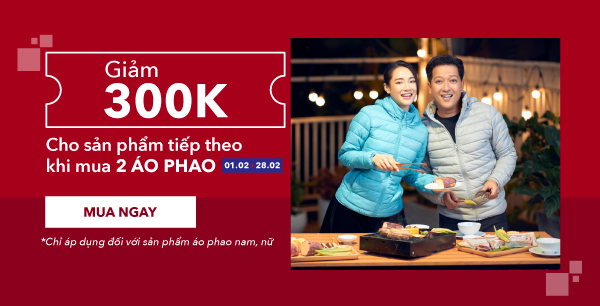 Giảm
300K
Cho sản phẩm tiếp theo
khi mua 2 ÁO PHAO 01.02 - 28.02
MUA NGAY
*Chỉ áp dụng đối với sản phẩm áo phao nam, nữ